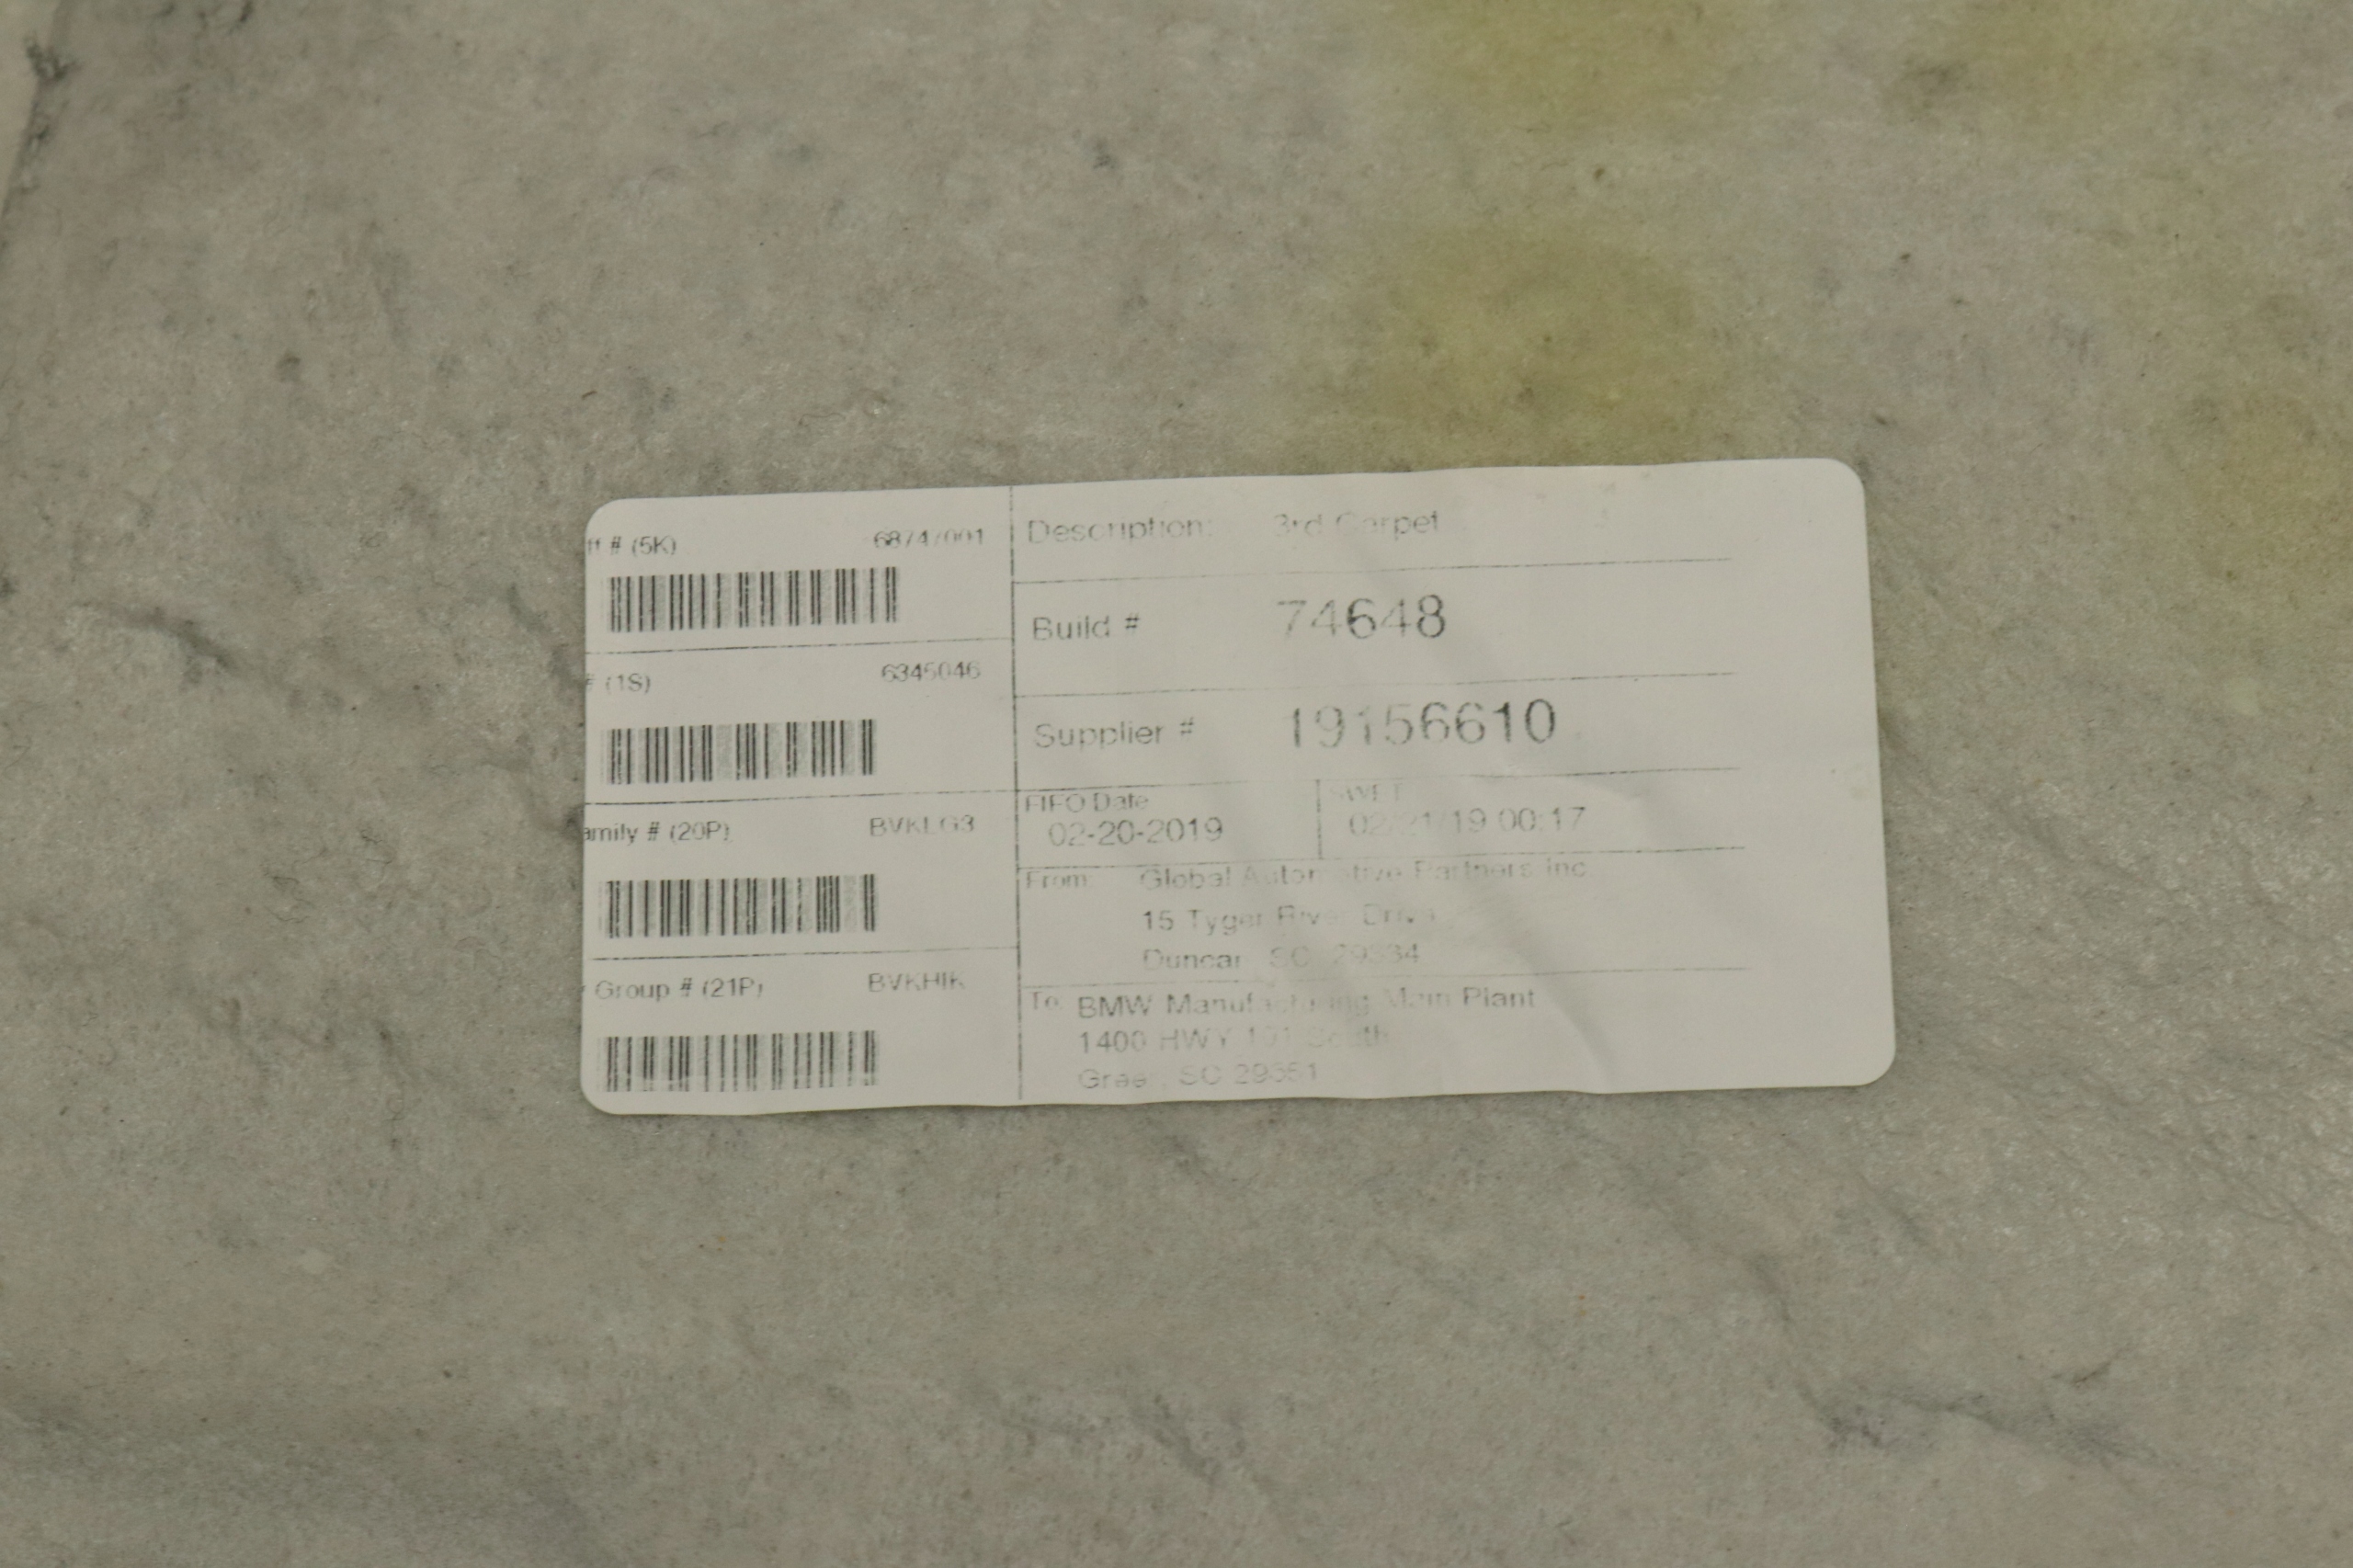 # (5K) 6874/001
# (1S) 6345046
amily # (20P) BVKLG3
Group # (21P) BVKHIK
Description: 3rd Carpet
Build # 74648
Supplier # 19156610
FIFO Date
02-20-2019 02/21/19 00:17
From: Global Automotive Partners Inc
15 Tyger River Drive
Duncan SC 29334
To: BMW Manufacturing Main Plant
1400 HWY 101 South
Greer, SC 29651